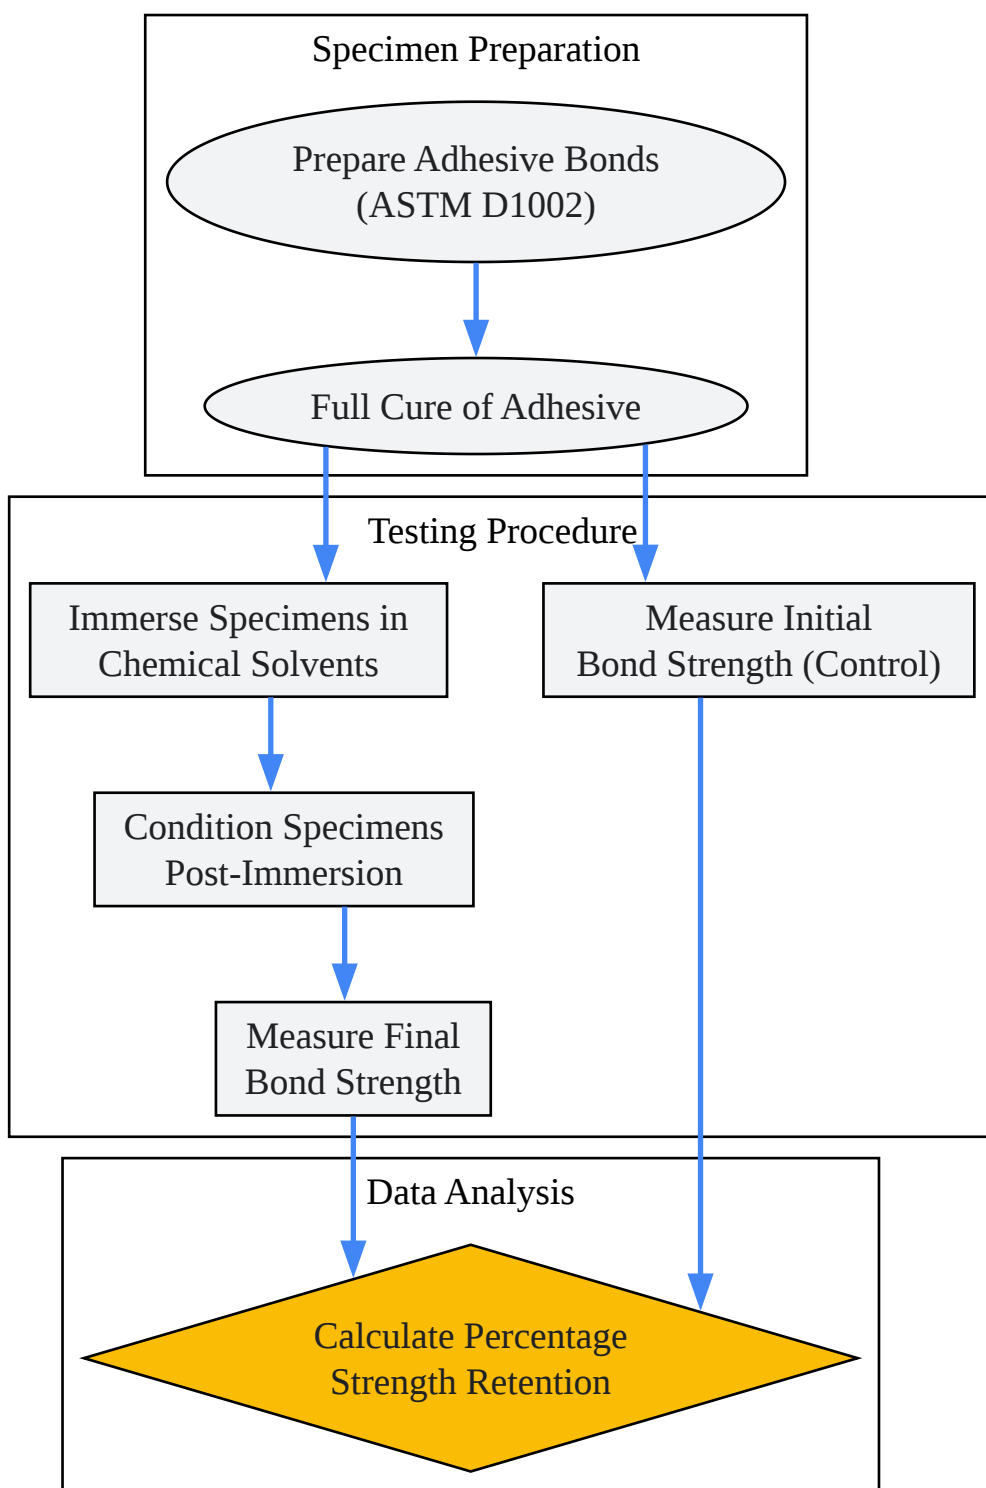 Specimen Preparation
Prepare Adhesive Bonds
(ASTM D1002)
Full Cure of Adhesive
Testing Procedure
Immerse Specimens in
Chemical Solvents
Measure Initial
Bond Strength (Control)
Condition Specimens
Post-Immersion
Measure Final
Bond Strength
Data Analysis
Calculate Percentage
Strength Retention